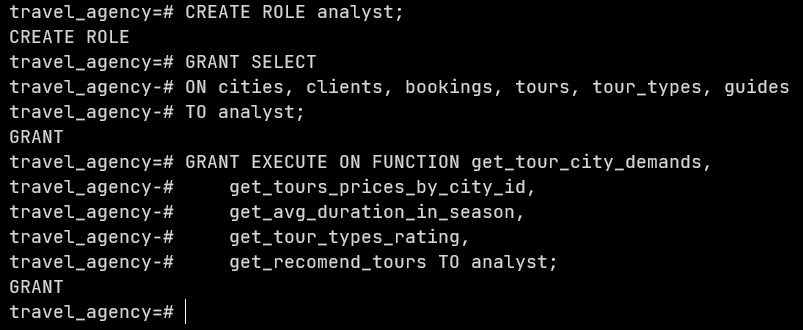 travel_agency=# CREATE ROLE analyst;
CREATE ROLE
travel_agency=# GRANT SELECT
travel_agency-# ON cities, clients, bookings, tours, tour_types, guides
travel_agency-# TO analyst;
GRANT
travel_agency=# GRANT EXECUTE ON FUNCTION get_tour_city_demands,
travel_agency-#     get_tours_prices_by_city_id,
travel_agency-#     get_avg_duration_in_season,
travel_agency-#     get_tour_types_rating,
travel_agency-#     get_recomend_tours TO analyst;
GRANT
travel_agency=#